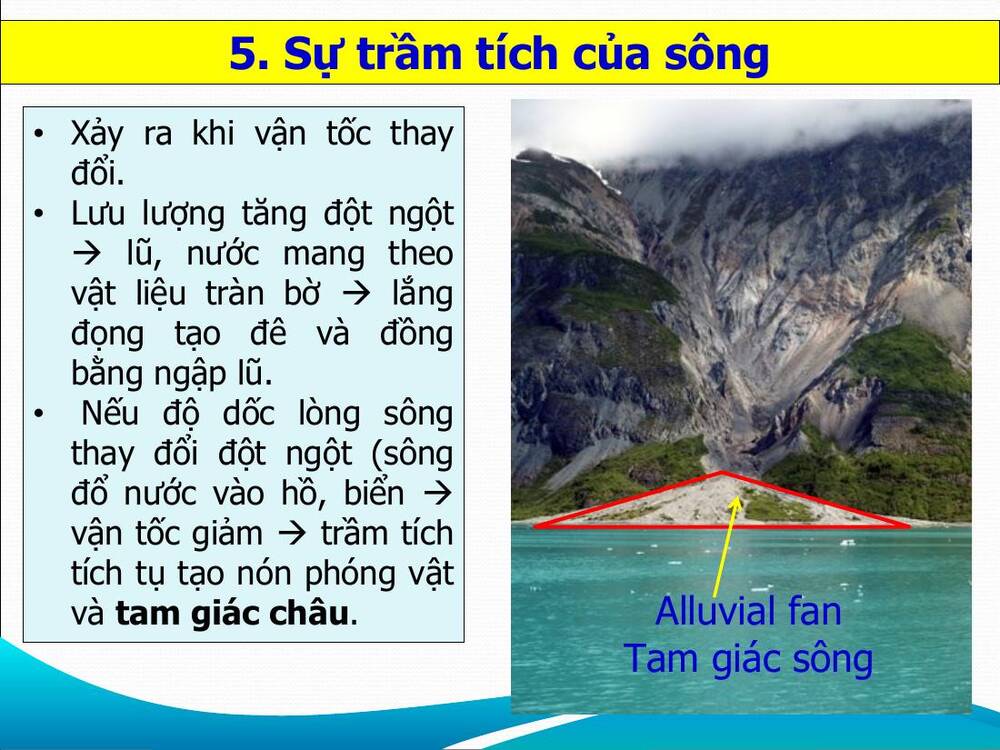 5. Sự trầm tích của sông
• Xảy ra khi vận tốc thay
đổi.
• Lưu lượng tăng đột ngột
→ lũ, nước mang theo
vật liệu tràn bờ → lắng
đọng tạo đê và đồng
bằng ngập lũ.
• Nếu độ dốc lòng sông
thay đổi đột ngột (sông
đổ nước vào hồ, biển →
vận tốc giảm → trầm tích
tích tụ tạo nón phóng vật
và tam giác châu.
Alluvial fan
Tam giác sông